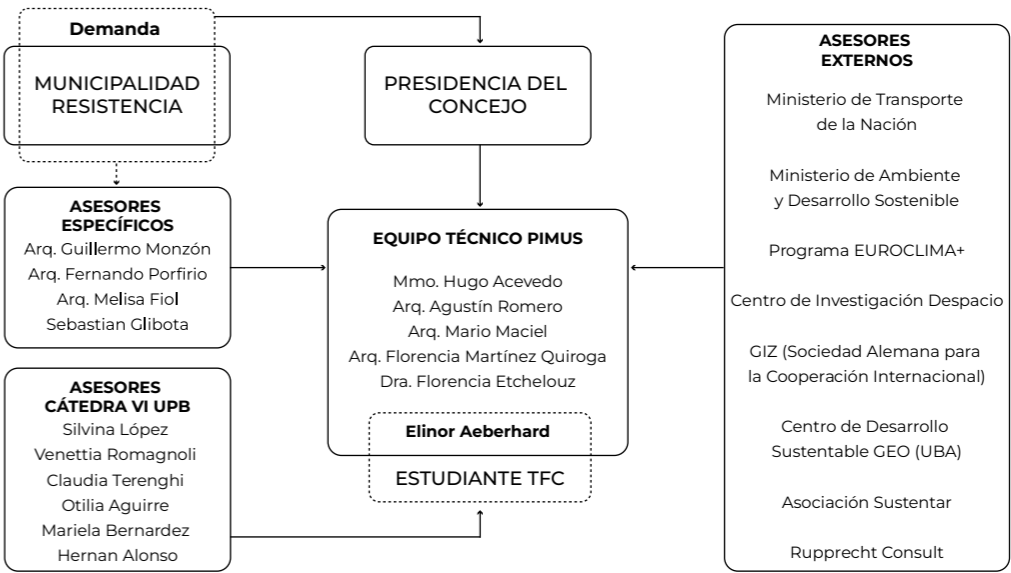 Demanda
MUNICIPALIDAD
RESISTENCIA
PRESIDENCIA DEL
CONCEJO
ASESORES
ESPECÍFICOS
Arq. Guillermo Monzón
Arq. Fernando Porfirio
Arq. Melisa Fiol
Sebastian Glibota
ASESORES
CÁTEDRA VI UPB
Silvina López
Venettia Romagnoli
Claudia Terenghi
Otilia Aguirre
Mariela Bernardez
Hernan Alonso
EQUIPO TÉCNICO PIMUS
Mmo. Hugo Acevedo
Arq. Agustín Romero
Arq. Mario Maciel
Arq. Florencia Martínez Quiroga
Dra. Florencia Etchelouz
Elinor Aeberhard
ESTUDIANTE TFC
ASESORES
EXTERNOS
Ministerio de Transporte
de la Nación
Ministerio de Ambiente
y Desarrollo Sostenible
Programa EUROCLIMA+
Centro de Investigación Despacio
GIZ (Sociedad Alemana para
la Cooperación Internacional)
Centro de Desarrollo
Sustentable GEO (UBA)
Asociación Sustentar
Rupprecht Consult